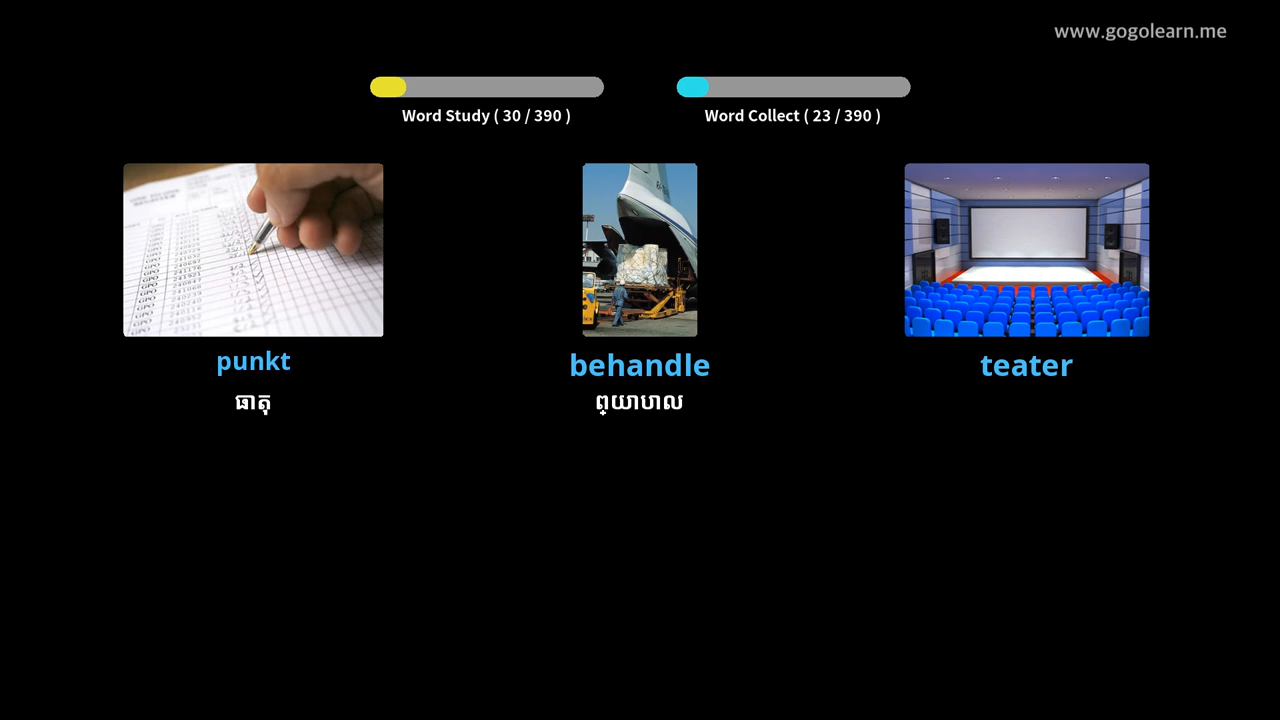 www.gogolearn.me
Word Study ( 30 / 390 )
Word Collect ( 23 / 390 )
punkt
behandle
teater
ធាតុ
ព្យាបាល